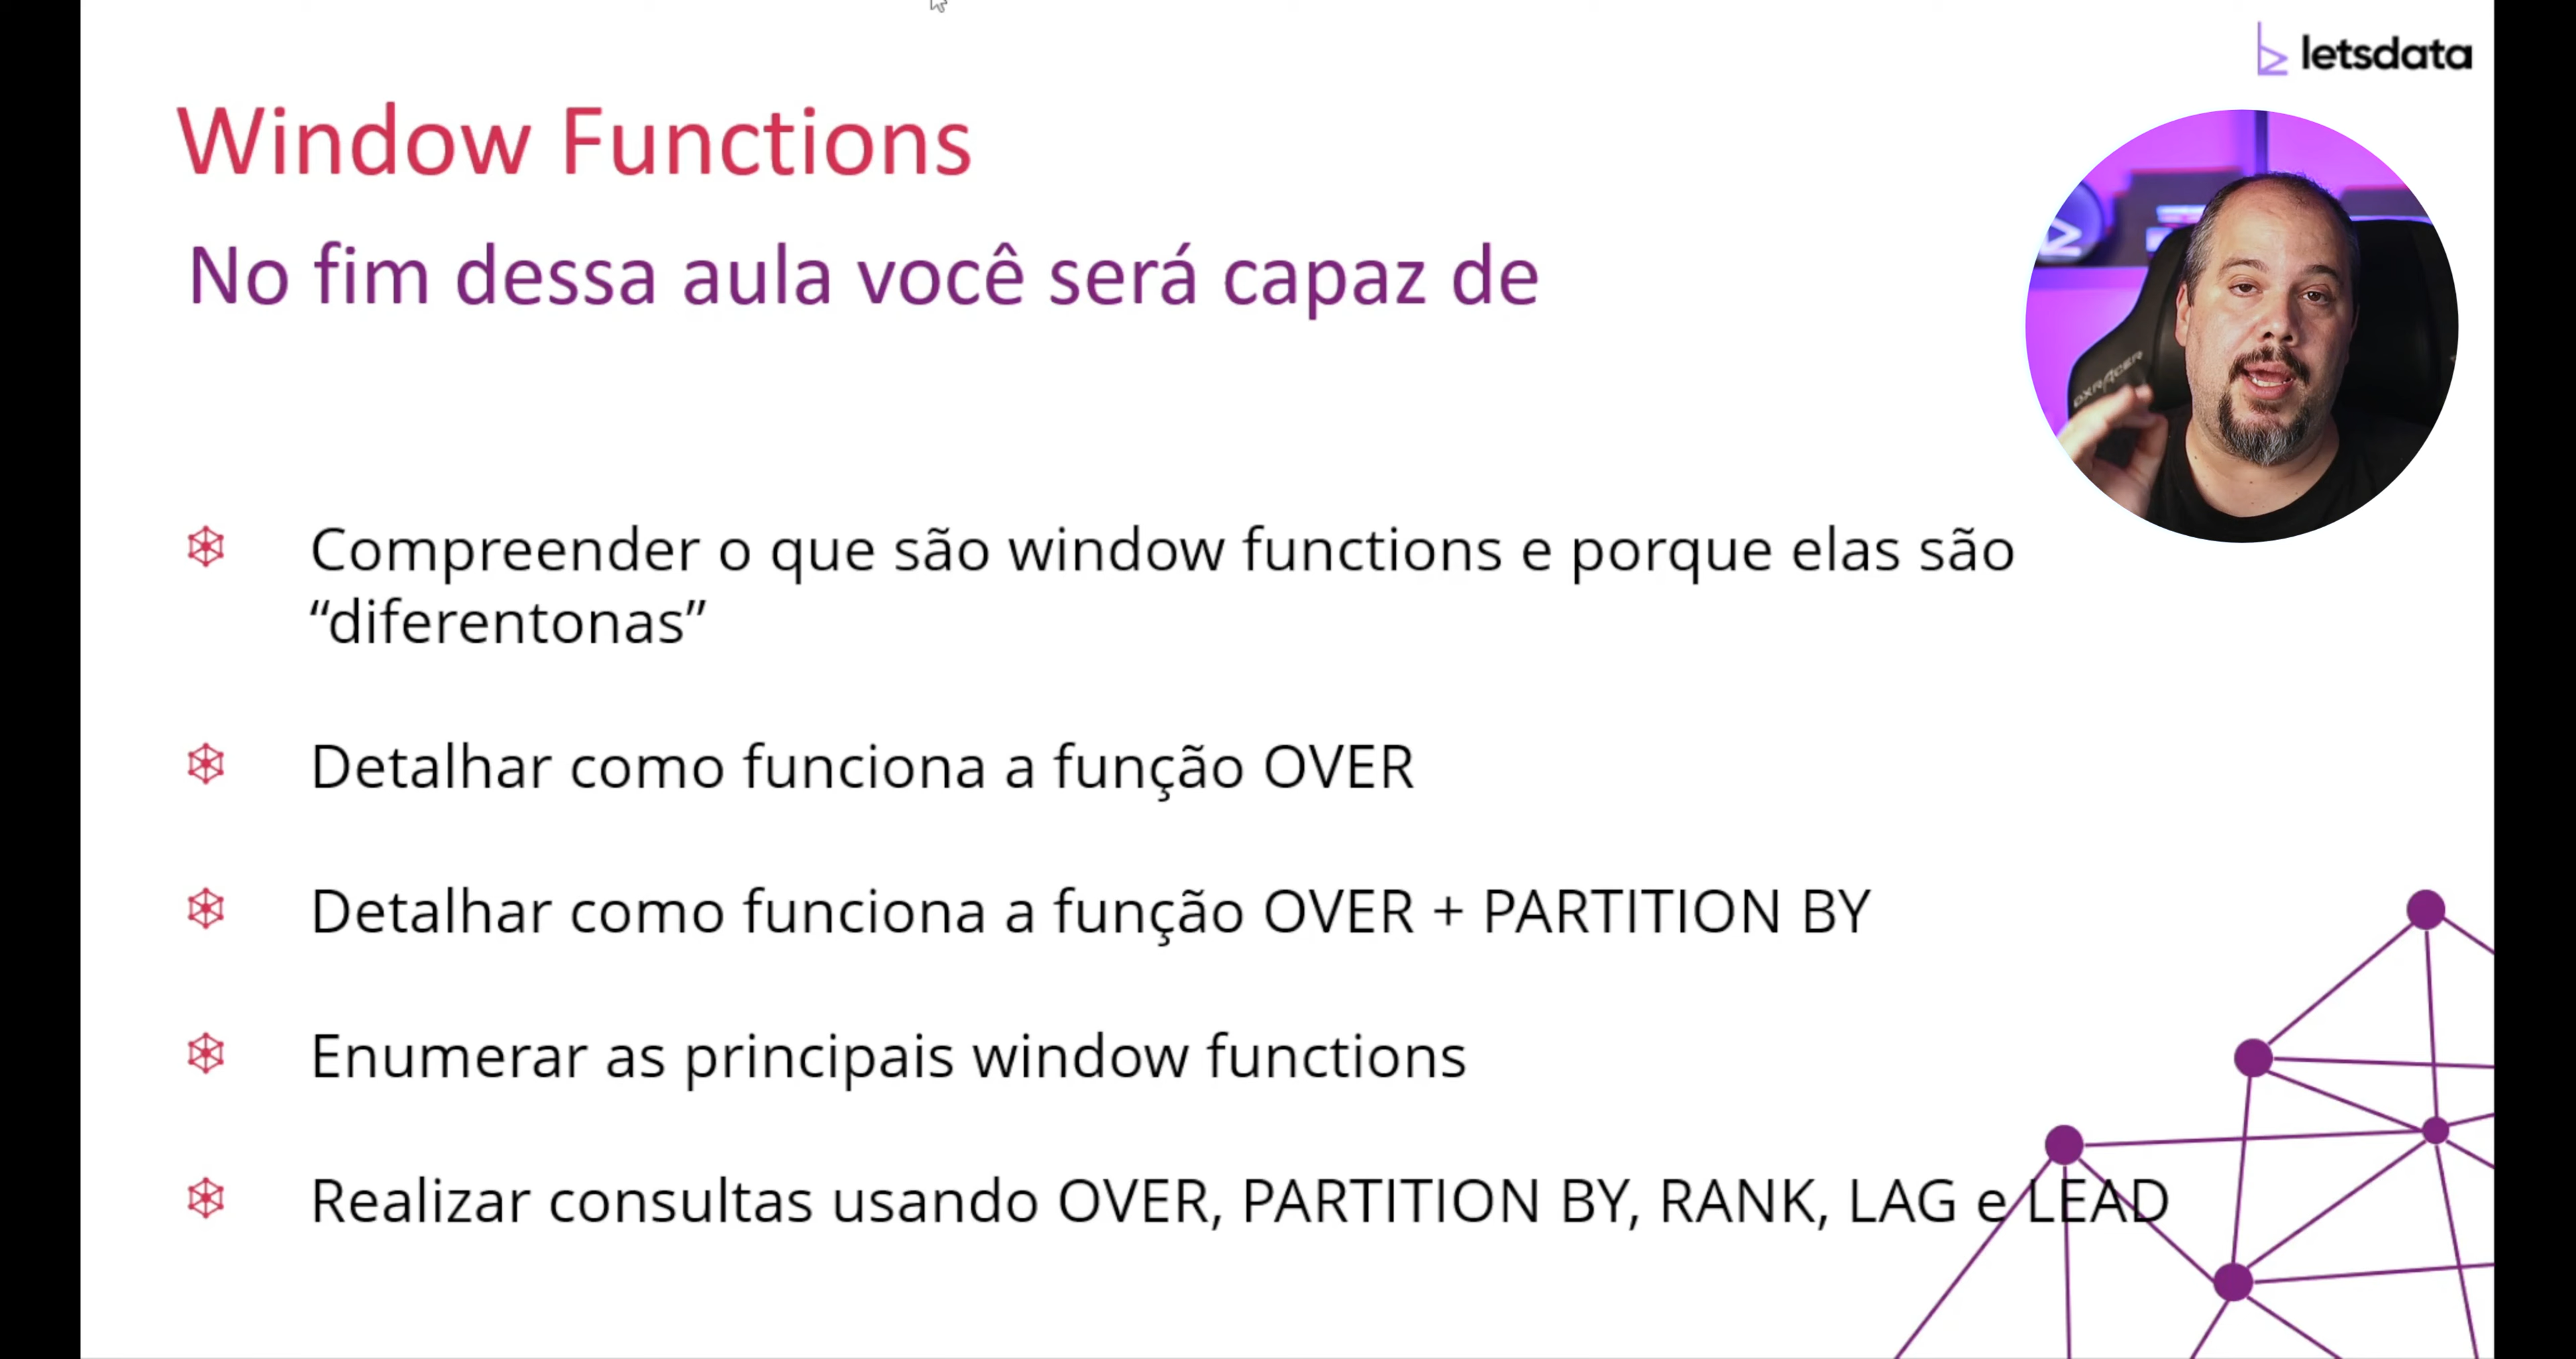 letsdata
Window Functions
No fim dessa aula você será capaz de
DXRACER
Compreender o que são window functions e porque elas são
“diferentonas”
Detalhar como funciona a função OVER
Detalhar como funciona a função OVER + PARTITION BY
Enumerar as principais window functions
Realizar consultas usando OVER, PARTITION BY, RANK, LAG e LEAD